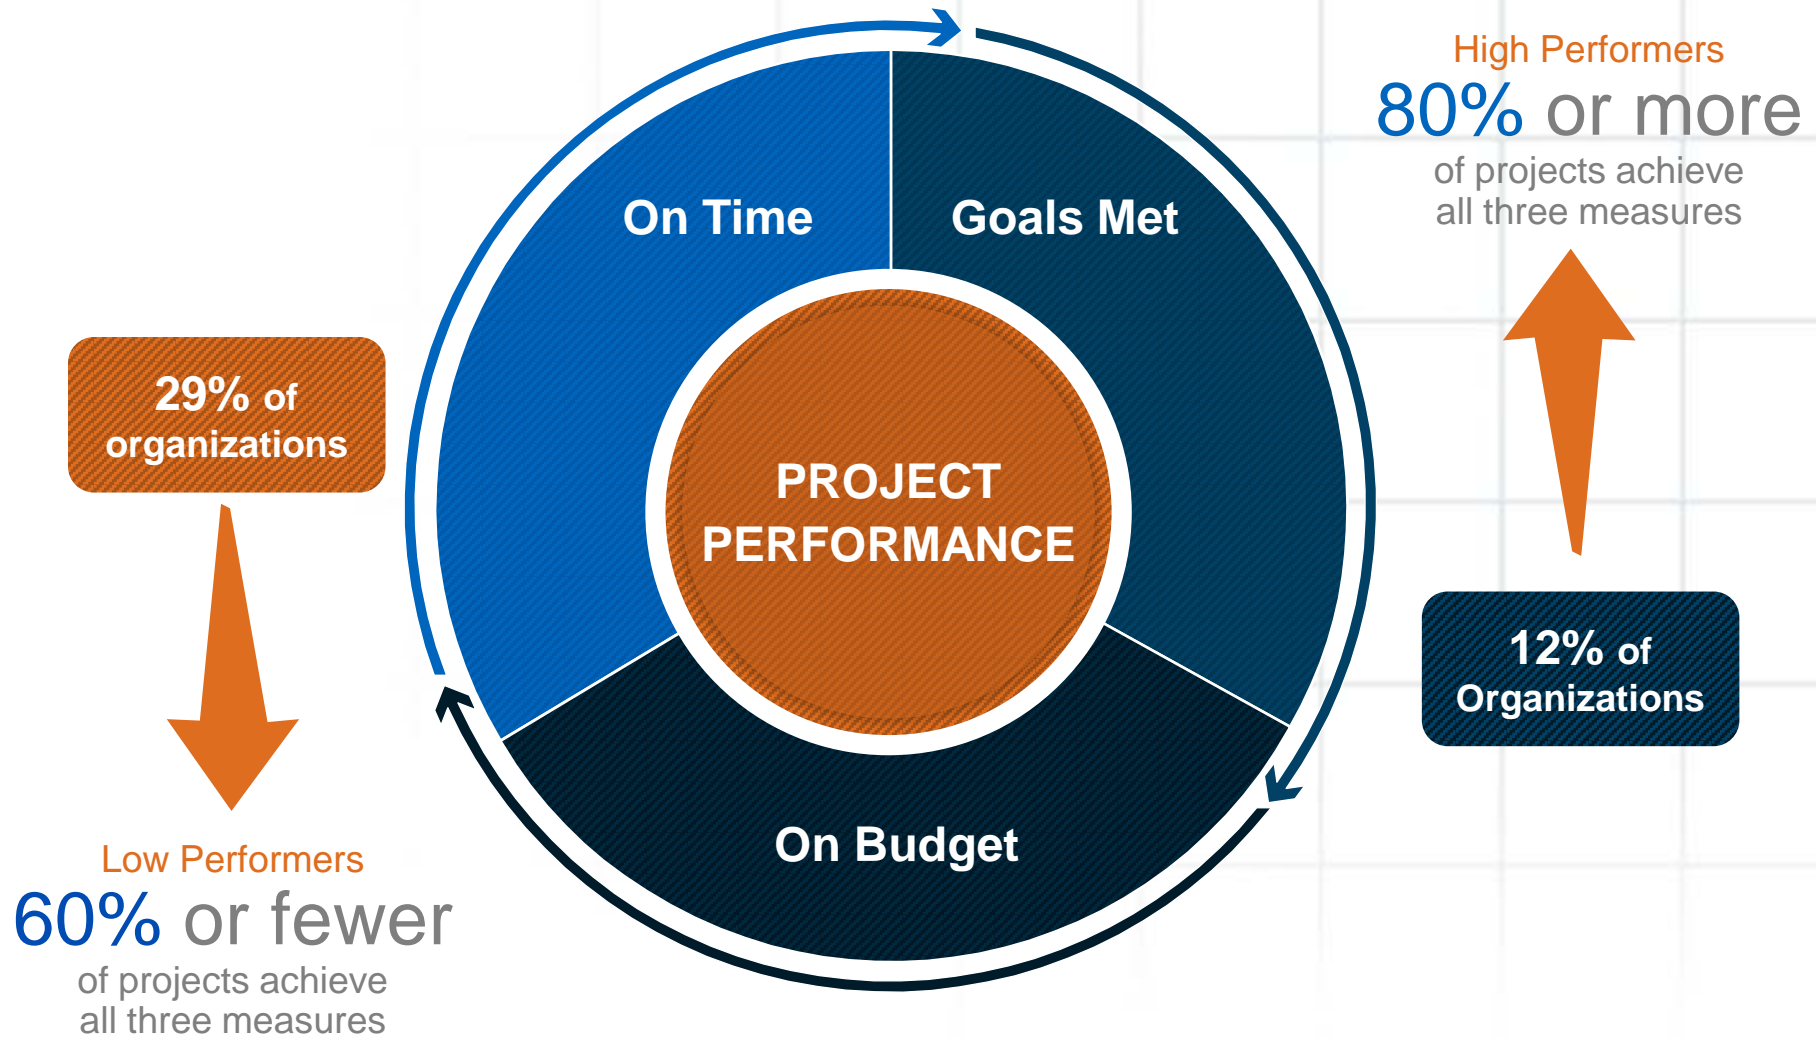 High Performers
80% or more
of projects achieve
all three measures
On Time
Goals Met
29% of
organizations
PROJECT
PERFORMANCE
12% of
Organizations
On Budget
Low Performers
60% or fewer
of projects achieve
all three measures